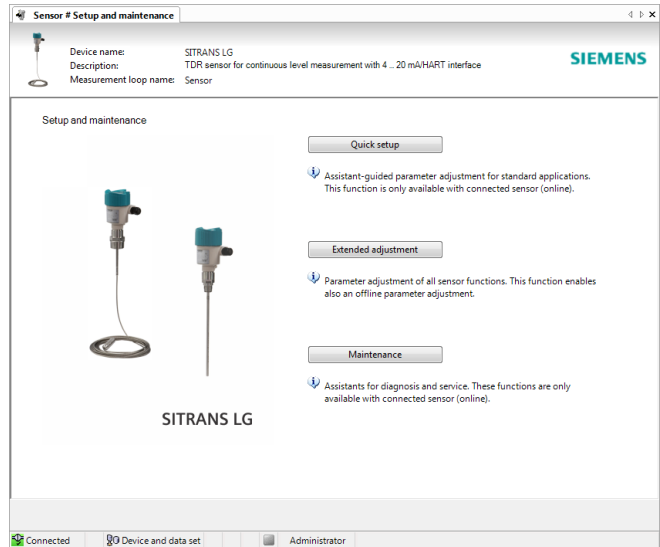 Sensor # Setup and maintenance
Device name: SITRANS LG
Description: TDR sensor for continuous level measurement with 4 .. 20 mA/HART interface
Measurement loop name: Sensor
SIEMENS
Setup and maintenance
Quick setup
Assistant-guided parameter adjustment for standard applications.
This function is only available with connected sensor (online).
Extended adjustment
Parameter adjustment of all sensor functions. This function enables
also an offline parameter adjustment.
Maintenance
Assistants for diagnosis and service. These functions are only
available with connected sensor (online).
SITRANS LG
Connected Device and data set Administrator